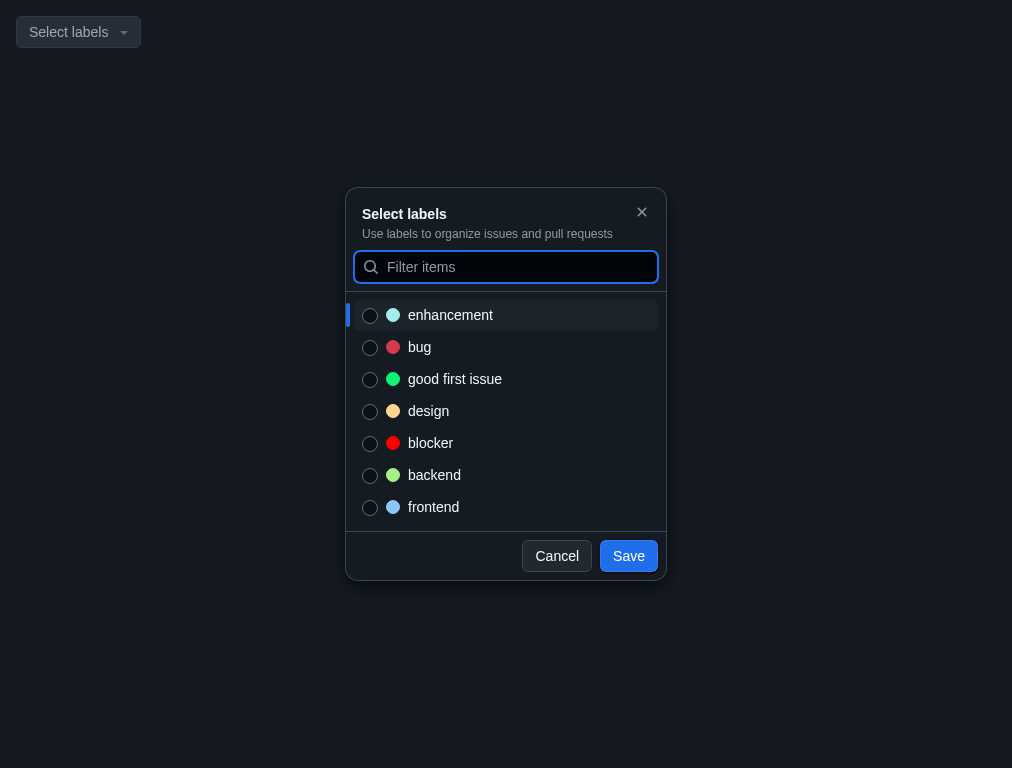 Select labels
Select labels
Use labels to organize issues and pull requests
Filter items
enhancement
bug
good first issue
design
blocker
backend
frontend
Cancel
Save